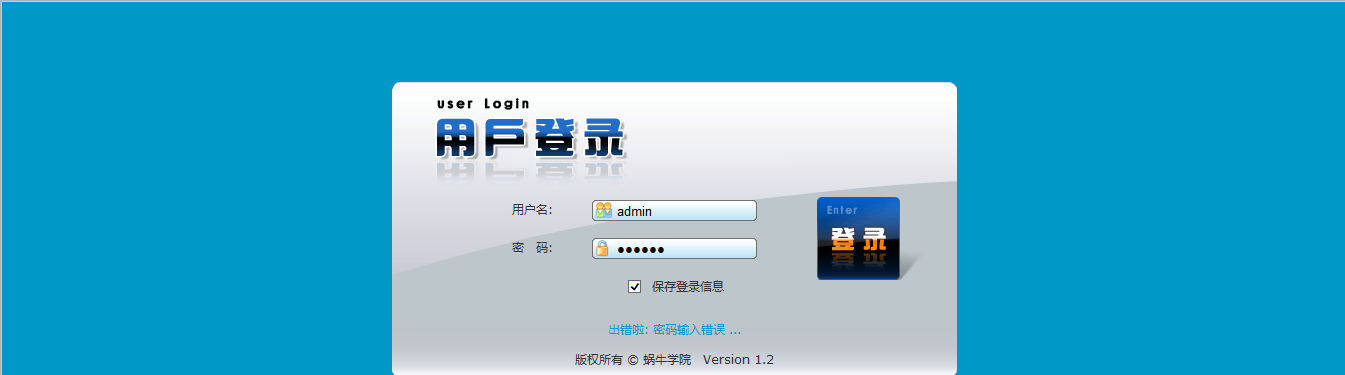 user Login
用戶登录
用户名:
admin
Enter
登录
密　码:
●●●●●●
保存登录信息
出错啦: 密码输入错误 ...
版权所有 © 蜗牛学院 Version 1.2